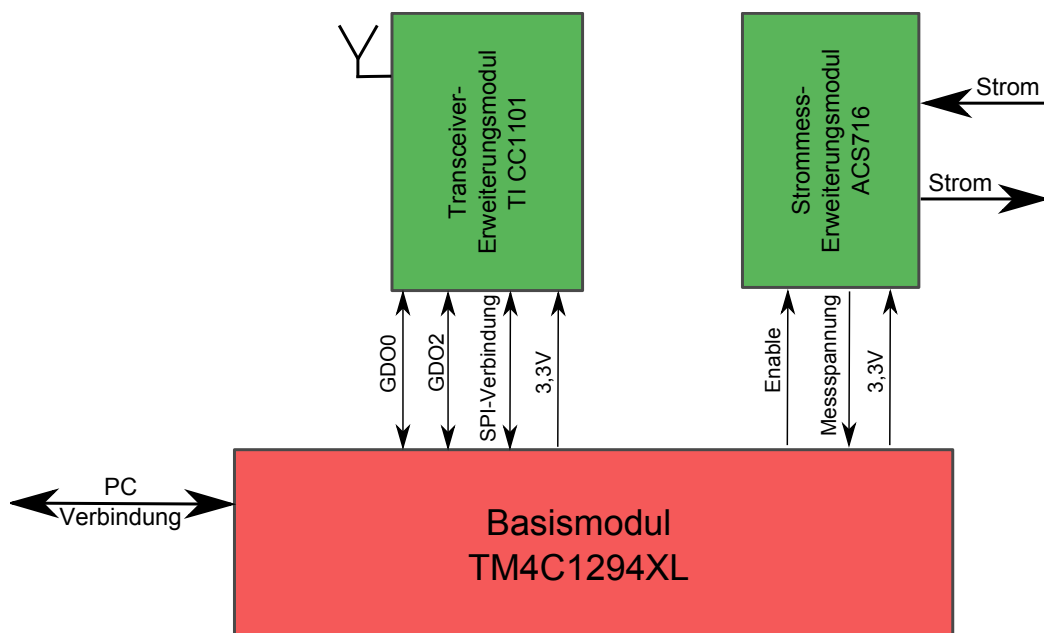 Transceiver-
Erweiterungsmodul
TI CC1101
Strommess-
Erweiterungsmodul
ACS716
Strom
Strom
GDO0
GDO2
SPI-Verbindung
3,3V
Enable
Messspannung
3,3V
PC
Verbindung
Basismodul
TM4C1294XL